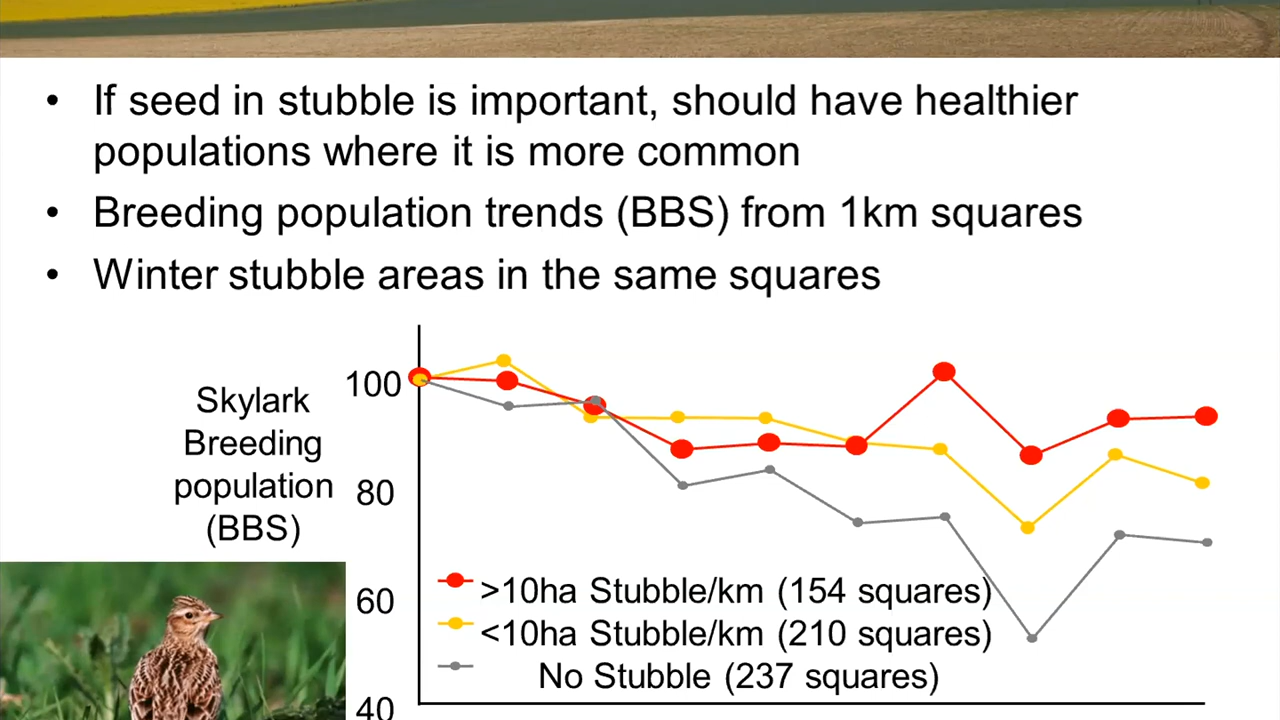 • If seed in stubble is important, should have healthier
populations where it is more common
• Breeding population trends (BBS) from 1km squares
• Winter stubble areas in the same squares
Skylark
Breeding
population
(BBS)
100
80
60
40
>10ha Stubble/km (154 squares)
<10ha Stubble/km (210 squares)
No Stubble (237 squares)